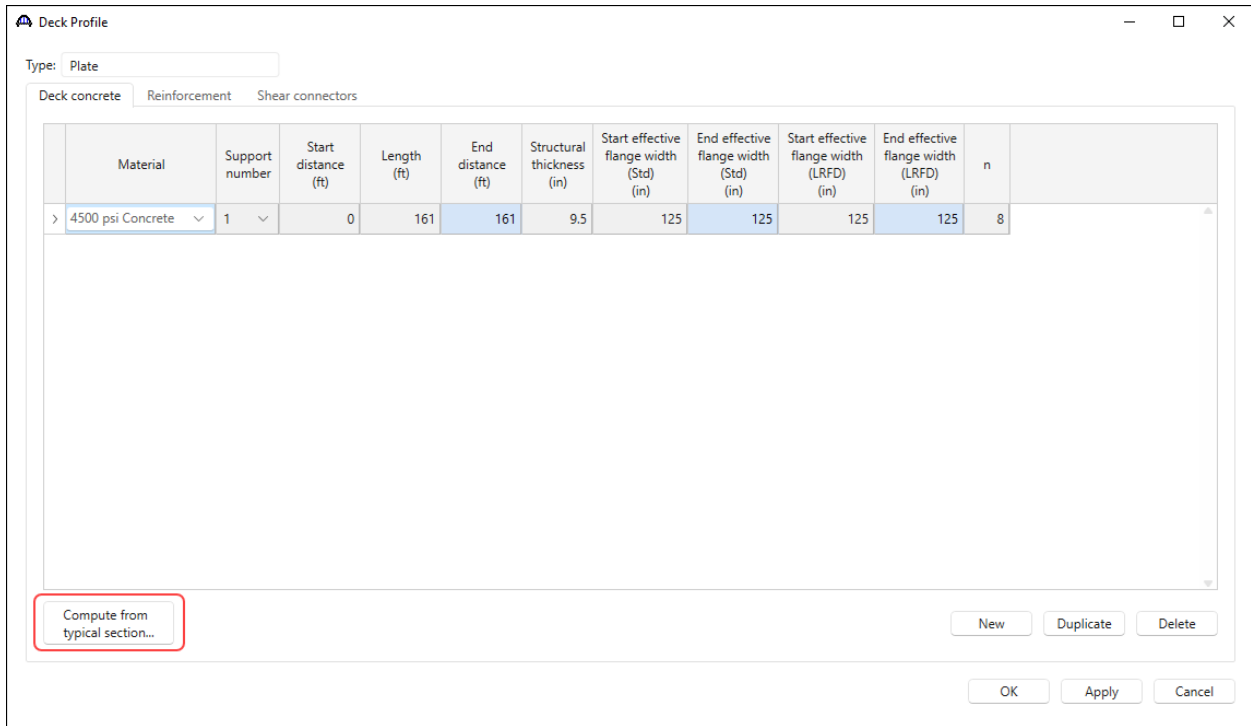 Deck Profile
Type: Plate
Deck concrete Reinforcement Shear connectors
Material
Support
number
Start
distance
(ft)
Length
(ft)
End
distance
(ft)
Structural
thickness
(in)
Start effective
flange width
(Std)
(in)
End effective
flange width
(Std)
(in)
Start effective
flange width
(LRFD)
(in)
End effective
flange width
(LRFD)
(in)
n
4500 psi Concrete 1 0 161 161 9.5 125 125 125 125 8
Compute from
typical section...
New Duplicate Delete
OK Apply Cancel